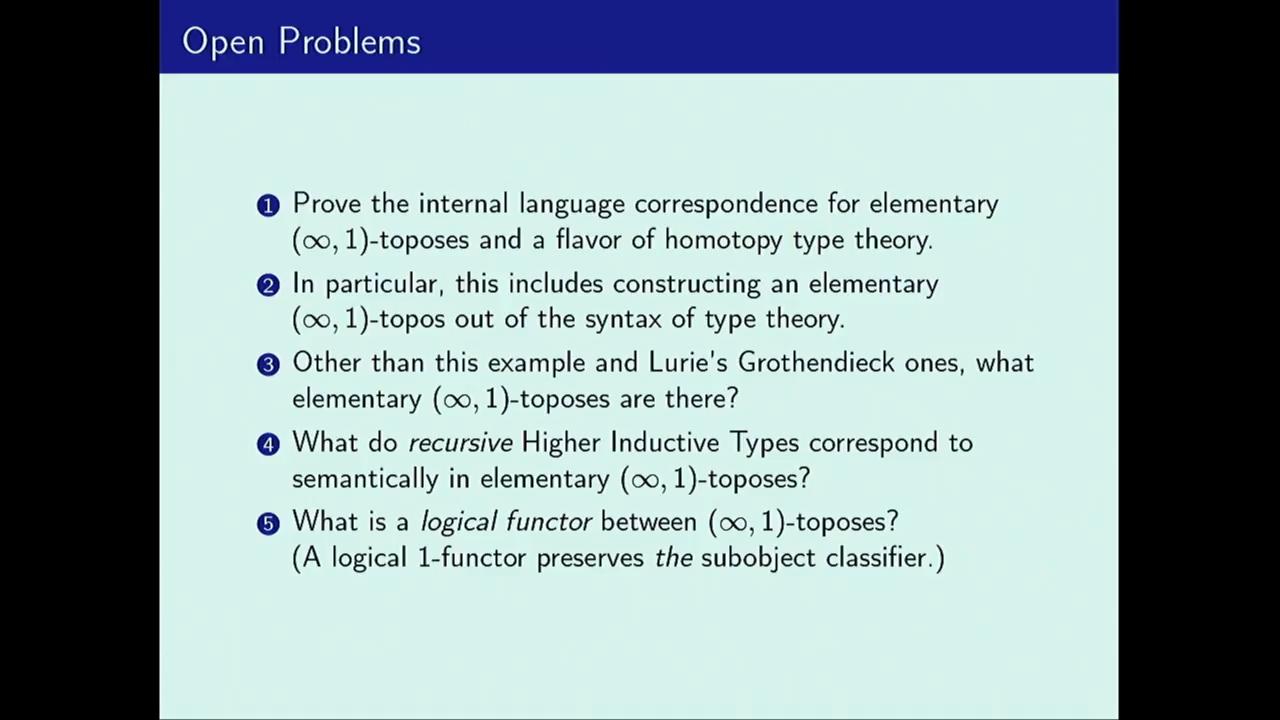 Open Problems
1 Prove the internal language correspondence for elementary
(∞, 1)-toposes and a flavor of homotopy type theory.
2 In particular, this includes constructing an elementary
(∞, 1)-topos out of the syntax of type theory.
3 Other than this example and Lurie's Grothendieck ones, what
elementary (∞, 1)-toposes are there?
4 What do recursive Higher Inductive Types correspond to
semantically in elementary (∞, 1)-toposes?
5 What is a logical functor between (∞, 1)-toposes?
(A logical 1-functor preserves the subobject classifier.)